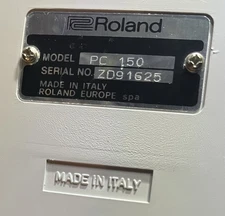 Roland
MODEL PC 150
SERIAL NO. ZD91625
MADE IN ITALY
ROLAND EUROPE spa
MADE IN ITALY